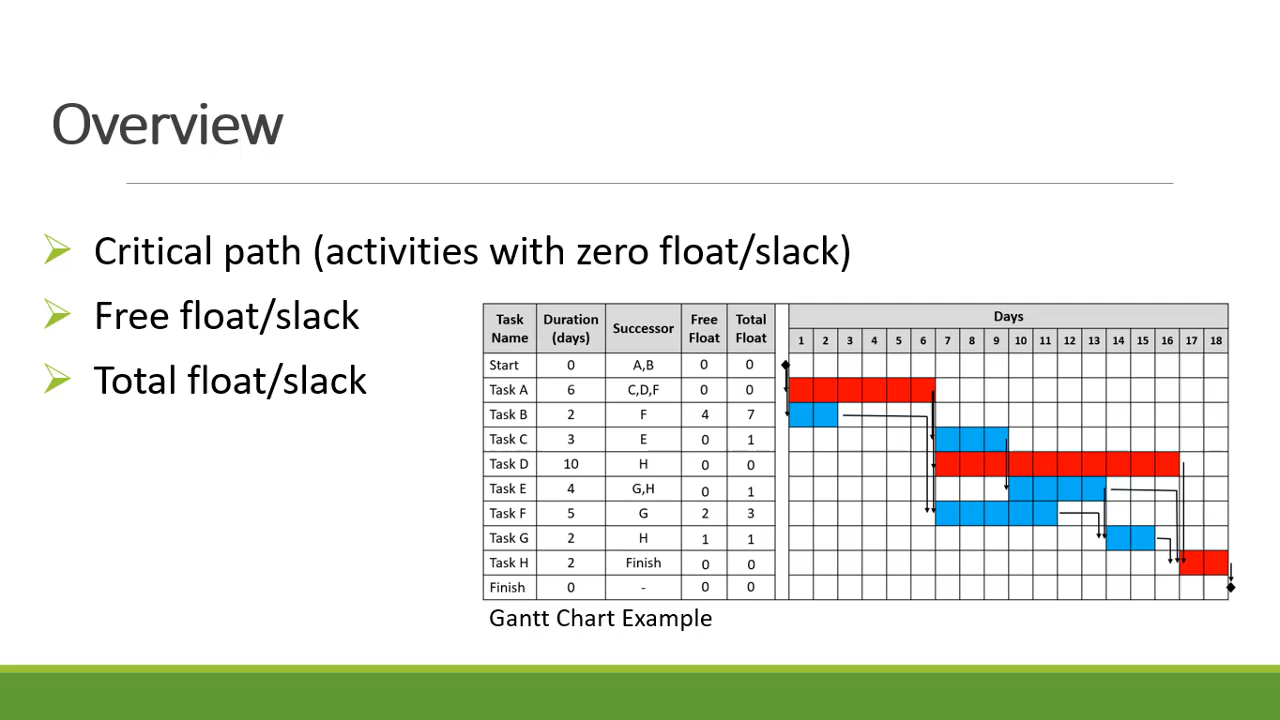 Overview
Critical path (activities with zero float/slack)
Free float/slack
Total float/slack
Task Name Duration (days) Successor Free Float Total Float Days
1 2 3 4 5 6 7 8 9 10 11 12 13 14 15 16 17 18
Start 0 A,B 0 0
Task A 6 C,D,F 0 0
Task B 2 F 4 7
Task C 3 E 0 1
Task D 10 H 0 0
Task E 4 G,H 0 1
Task F 5 G 2 3
Task G 2 H 1 1
Task H 2 Finish 0 0
Finish 0 - 0 0
Gantt Chart Example